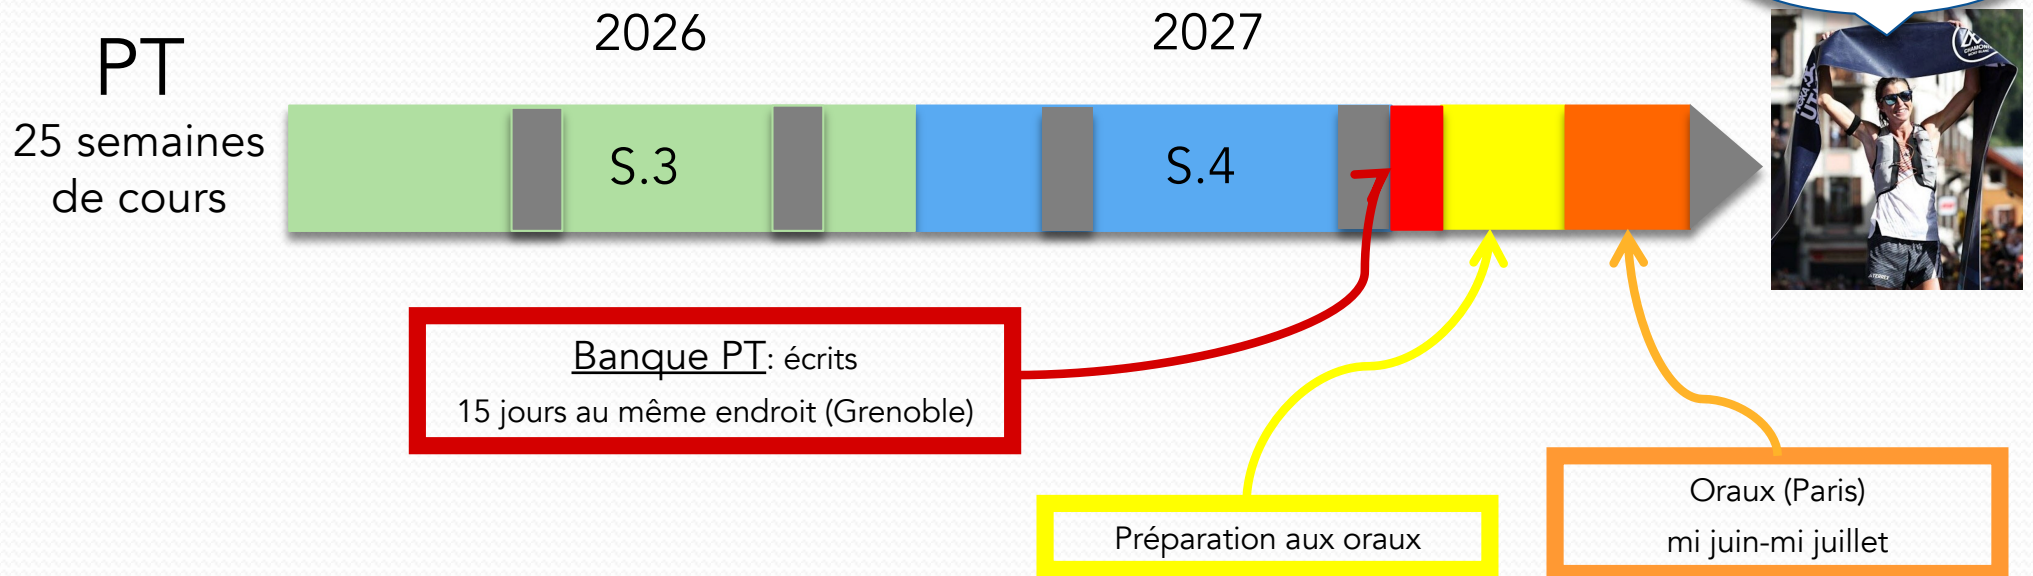 2026
2027
PT
25 semaines
de cours
S.3
S.4
Banque PT: écrits
15 jours au même endroit (Grenoble)
Préparation aux oraux
Oraux (Paris)
mi juin-mi juillet